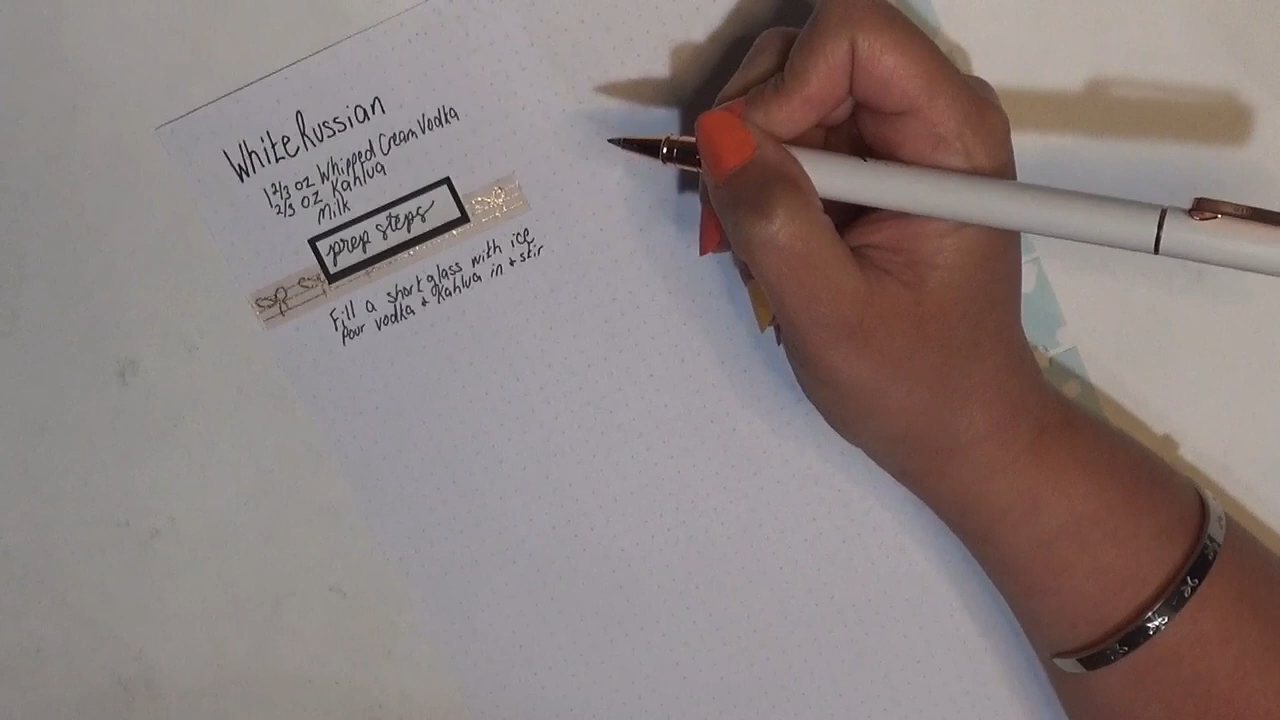 White Russian
1 2/3 oz Whipped Cream Vodka
2/3 oz Kahlua
Milk
prep steps
Fill a short glass with ice
Pour vodka + Kahlua in + stir